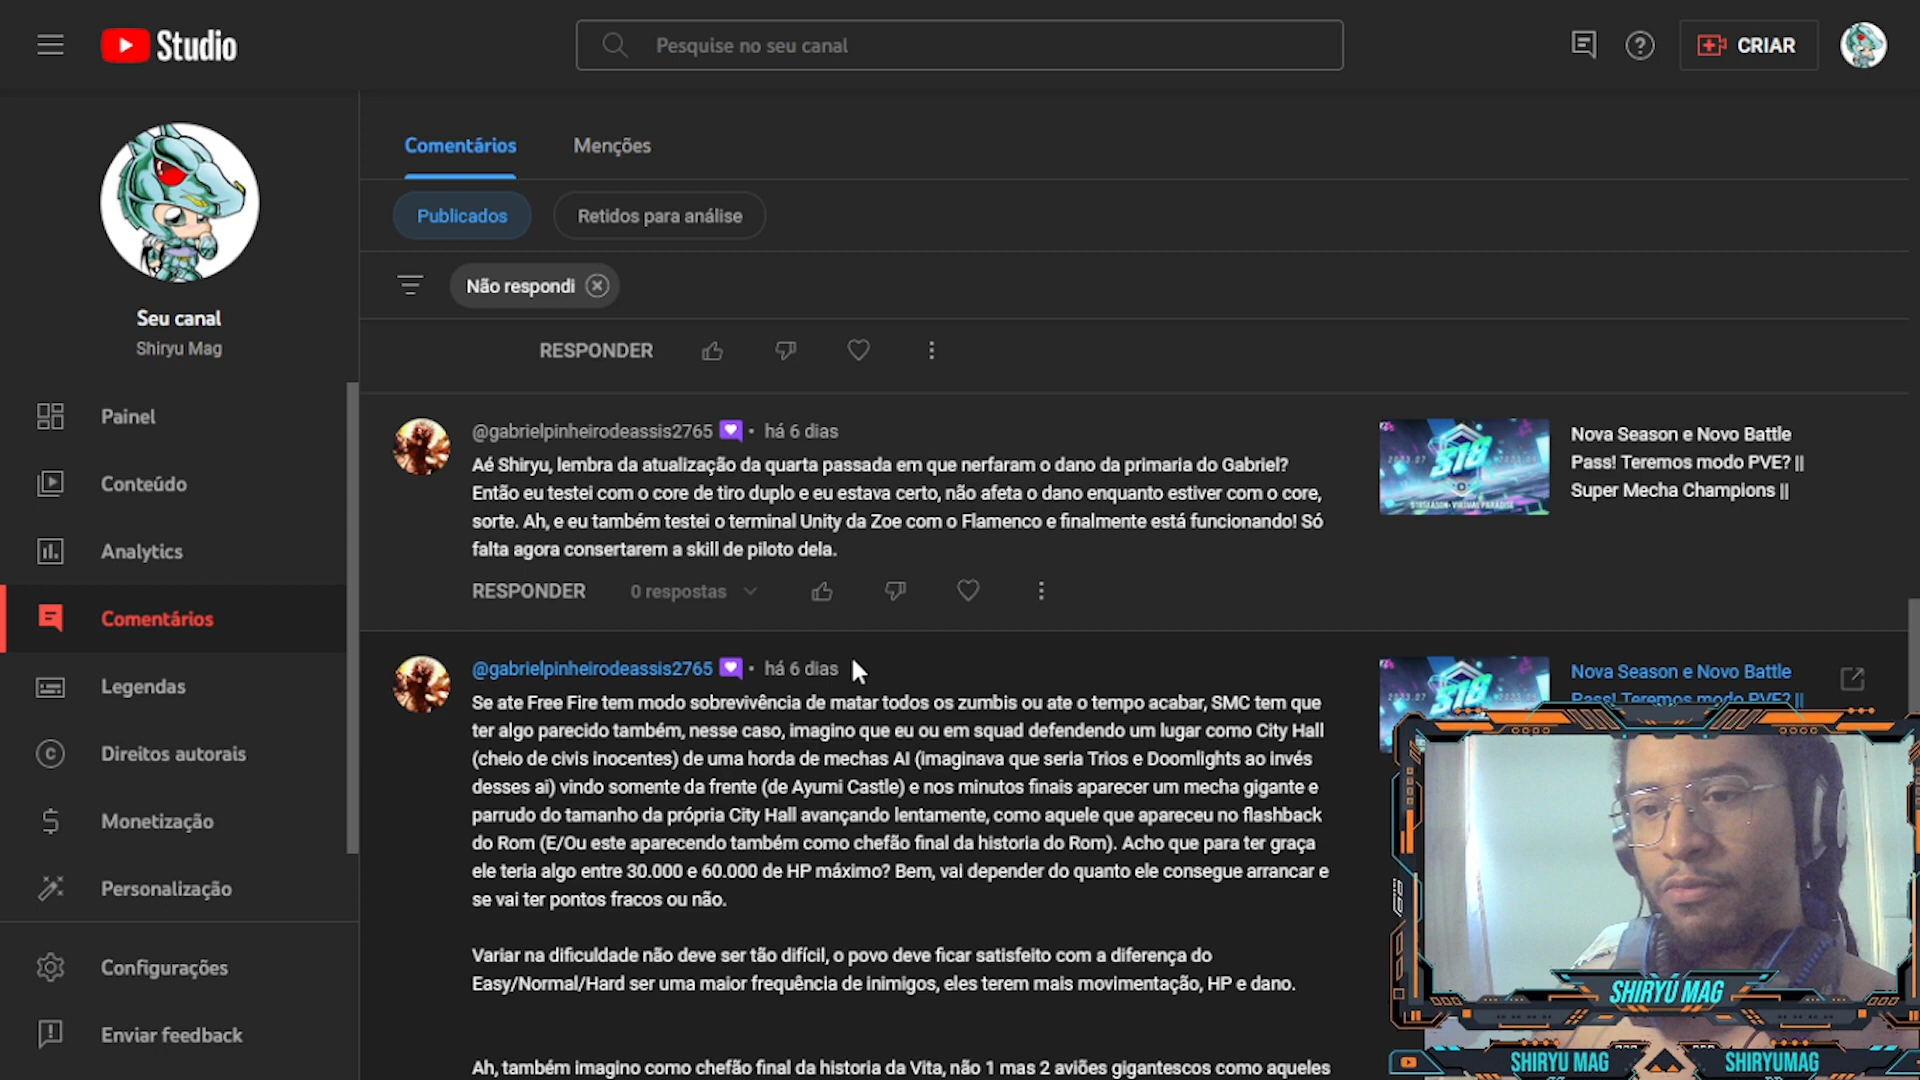 Studio
Pesquise no seu canal
CRIAR
Seu canal
Shiryu Mag
Painel
Conteúdo
Analytics
Comentários
Legendas
Direitos autorais
Monetização
Personalização
Configurações
Enviar feedback
Comentários
Menções
Publicados
Retidos para análise
Não respondi
RESPONDER
@gabrielpinheirodeassis2765 • há 6 dias
Aé Shiryu, lembra da atualização da quarta passada em que nerfaram o dano da primaria do Gabriel?
Então eu testei com o core de tiro duplo e eu estava certo, não afeta o dano enquanto estiver com o core,
sorte. Ah, e eu também testei o terminal Unity da Zoe com o Flamenco e finalmente está funcionando! Só
falta agora consertarem a skill de piloto dela.
RESPONDER
0 respostas
S18
Nova Season e Novo Battle
Pass! Teremos modo PVE? ||
Super Mecha Champions ||
@gabrielpinheirodeassis2765 • há 6 dias
Se ate Free Fire tem modo sobrevivência de matar todos os zumbis ou ate o tempo acabar, SMC tem que
ter algo parecido também, nesse caso, imagino que eu ou em squad defendendo um lugar como City Hall
(cheio de civis inocentes) de uma horda de mechas AI (imaginava que seria Trios e Doomlights ao invés
desses ai) vindo somente da frente (de Ayumi Castle) e nos minutos finais aparecer um mecha gigante e
parrudo do tamanho da própria City Hall avançando lentamente, como aquele que apareceu no flashback
do Rom (E/Ou este aparecendo também como chefão final da historia do Rom). Acho que para ter graça
ele teria algo entre 30.000 e 60.000 de HP máximo? Bem, vai depender do quanto ele consegue arrancar e
se vai ter pontos fracos ou não.
Variar na dificuldade não deve ser tão difícil, o povo deve ficar satisfeito com a diferença do
Easy/Normal/Hard ser uma maior frequência de inimigos, eles terem mais movimentação, HP e dano.
Ah, também imagino como chefão final da historia da Vita, não 1 mas 2 aviões gigantescos como aqueles
S18
Nova Season e Novo Battle
Pass! Teremos modo PVE? ||
SHIRYU MAG
SHIRYU MAG
SHIRYUMAG